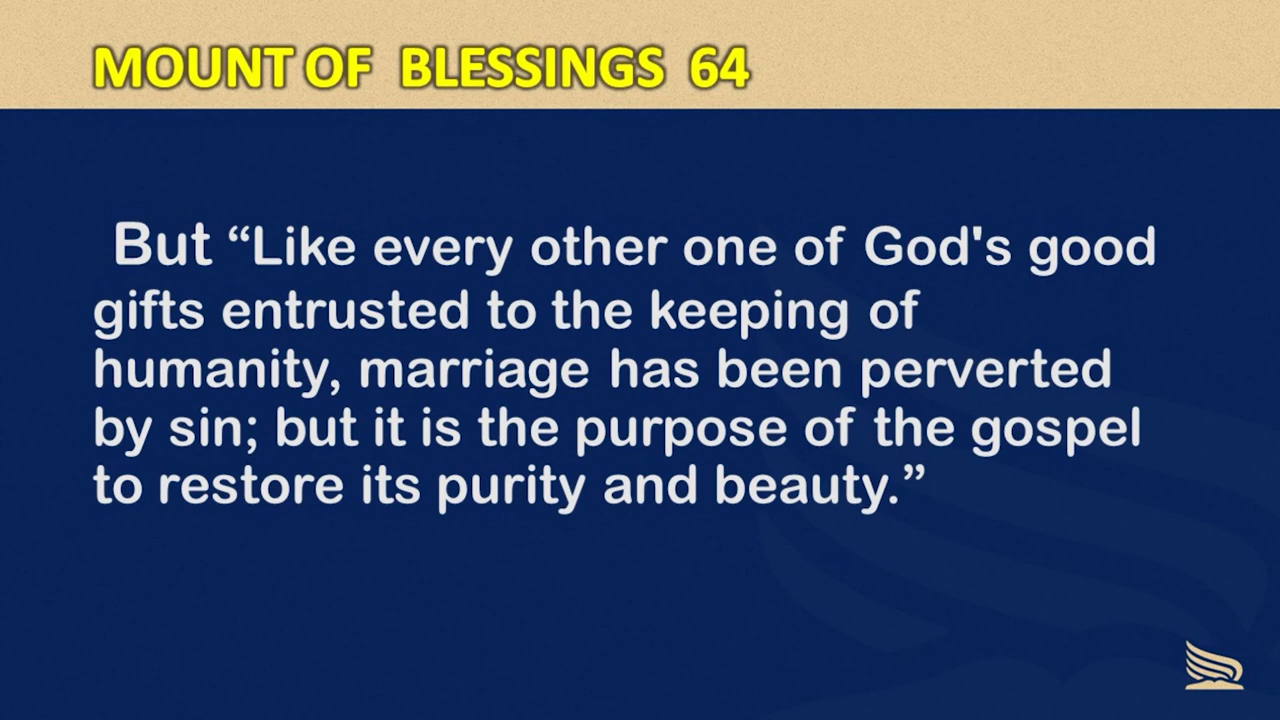 MOUNT OF BLESSINGS 64
But “Like every other one of God's good
gifts entrusted to the keeping of
humanity, marriage has been perverted
by sin; but it is the purpose of the gospel
to restore its purity and beauty.”